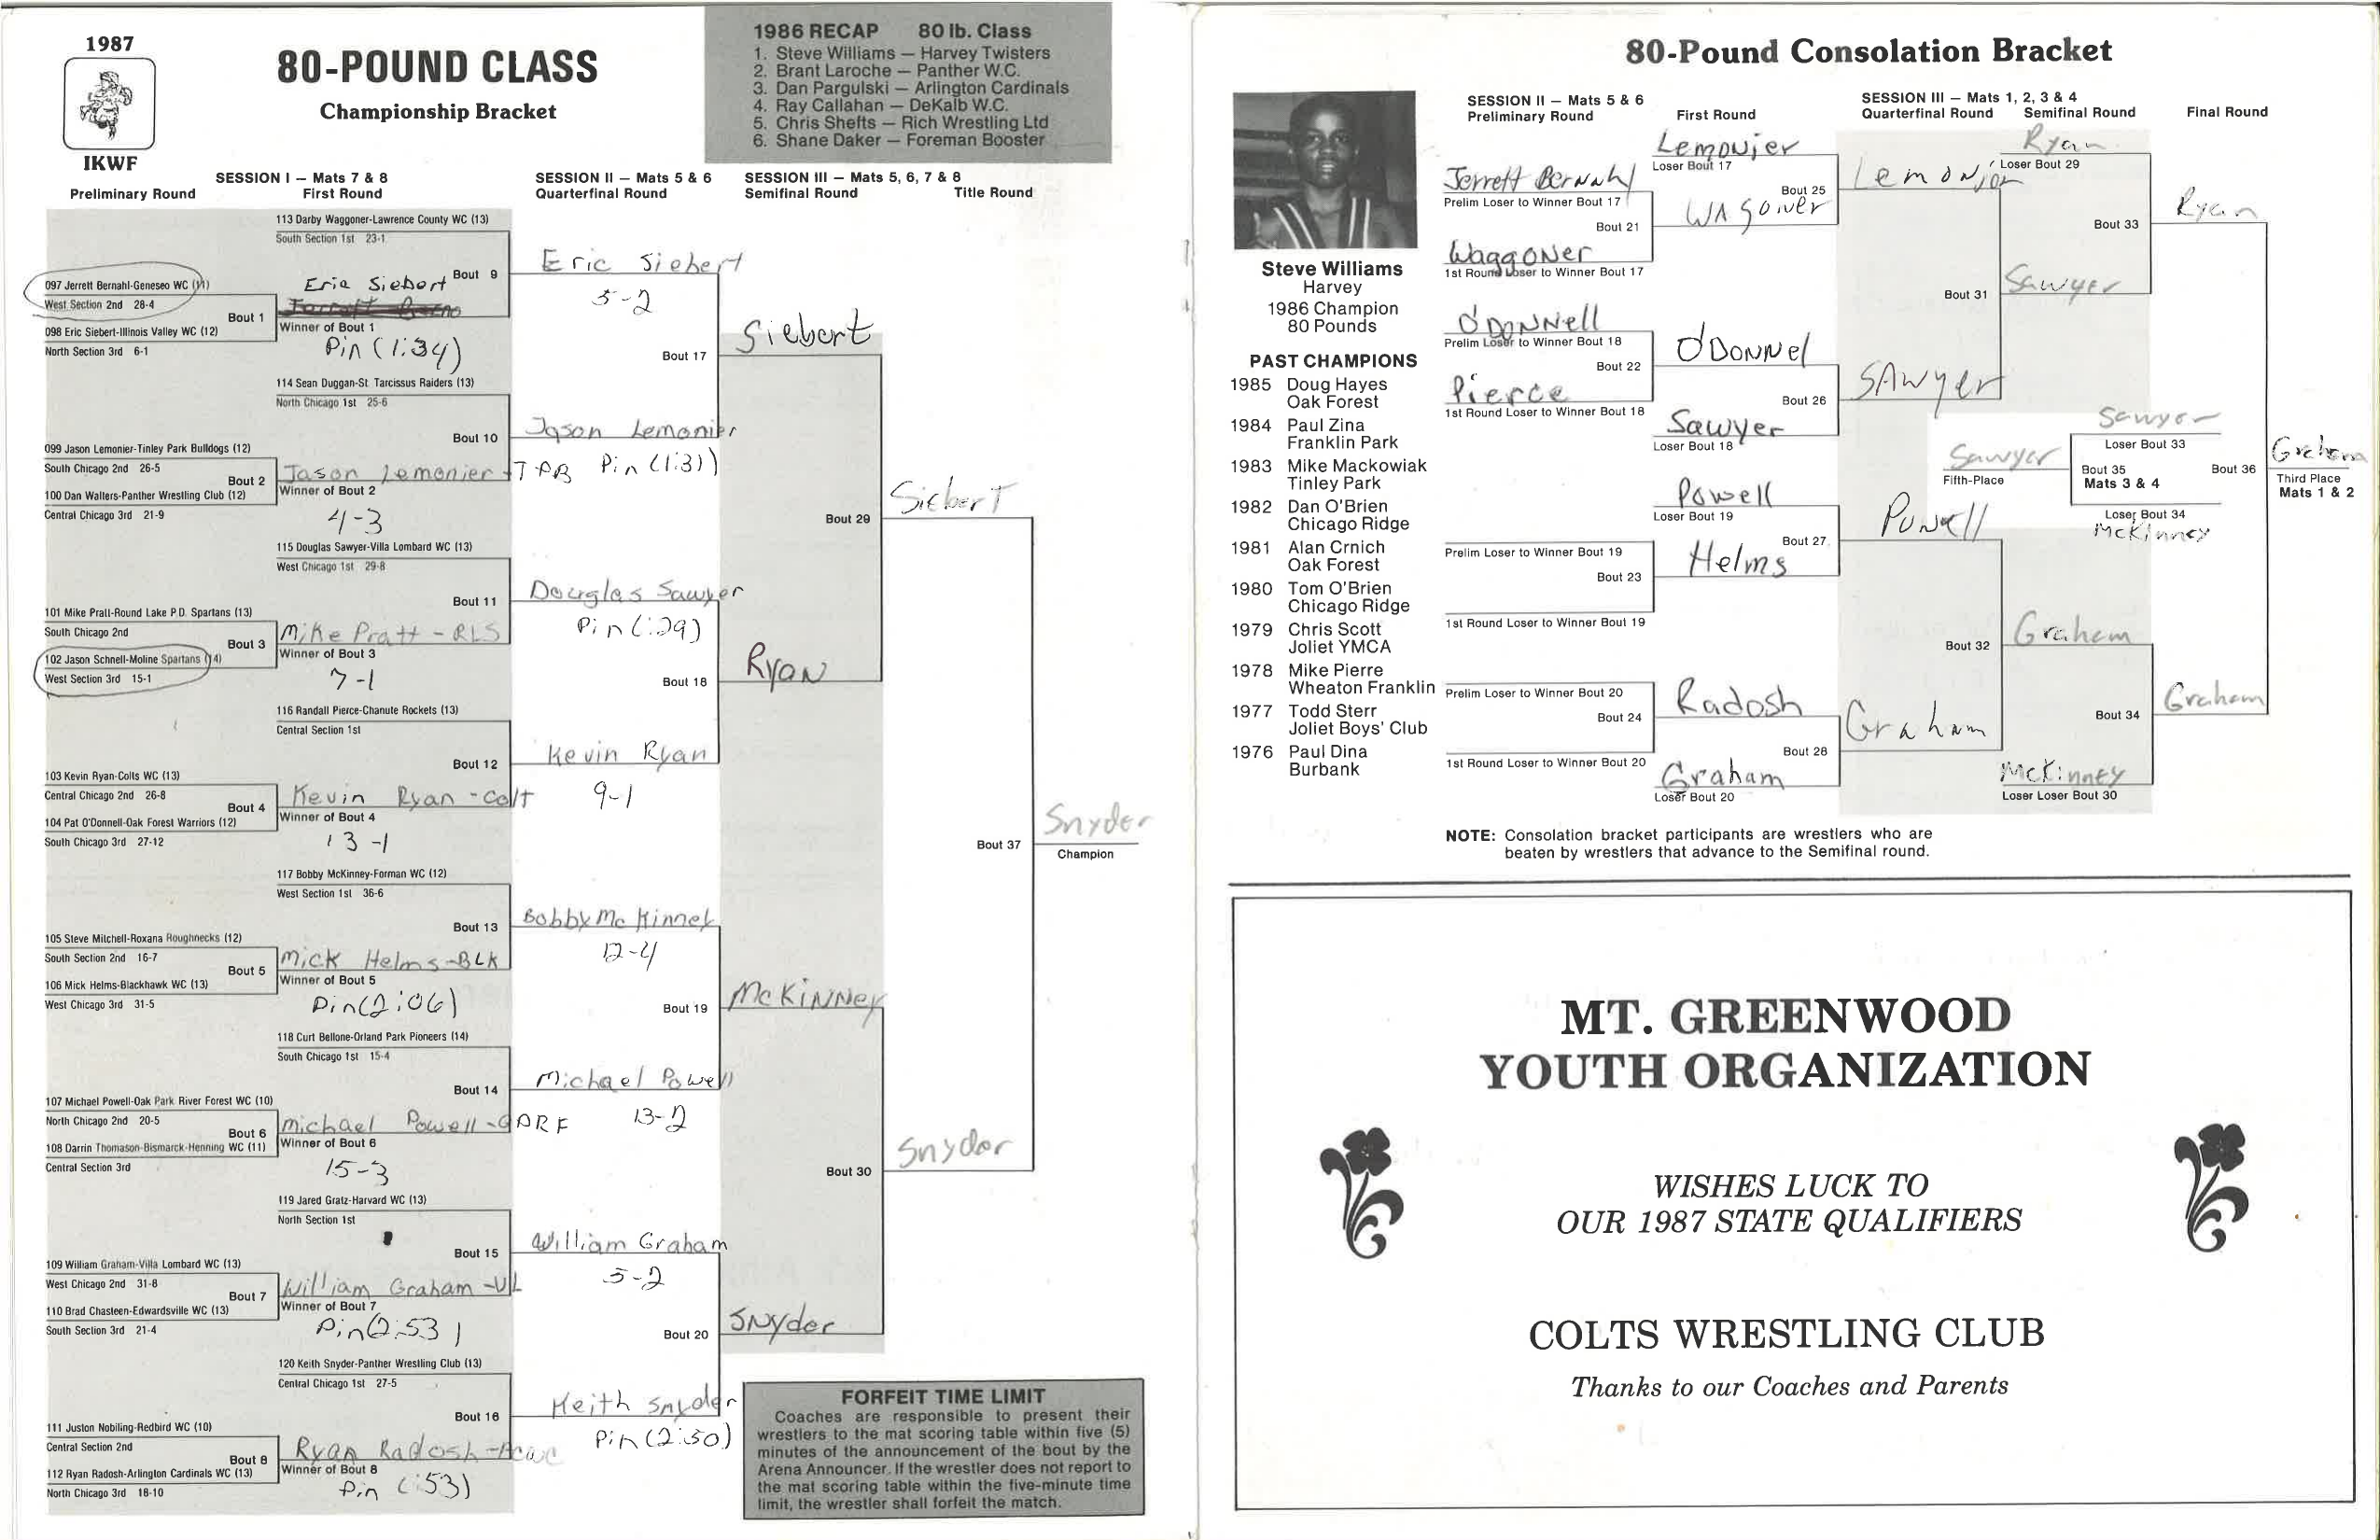 1987
IKWF
80-POUND CLASS
Championship Bracket
1986 RECAP 80 lb. Class
1. Steve Williams — Harvey Twisters
2. Brant Laroche — Panther W.C.
3. Dan Pargulski — Arlington Cardinals
4. Ray Callahan — DeKalb W.C.
5. Chris Shefts — Rich Wrestling Ltd
6. Shane Daker — Foreman Booster
SESSION I — Mats 7 & 8
Preliminary Round First Round
SESSION II — Mats 5 & 6
Quarterfinal Round
SESSION III — Mats 5, 6, 7 & 8
Semifinal Round Title Round
113 Darby Waggoner-Lawrence County WC (13)
South Section 1st 23-1
Bout 9
097 Jerrett Bernahl-Geneseo WC (11)
West Section 2nd 28-4
Bout 1
098 Eric Siebert-Illinois Valley WC (12)
North Section 3rd 6-1
Eric Siebert
Winner of Bout 1
Pin (1:34)
114 Sean Duggan-St. Tarcissus Raiders (13)
North Chicago 1st 25-6
Bout 10
099 Jason Lemonier-Tinley Park Bulldogs (12)
South Chicago 2nd 26-5
Bout 2
100 Dan Walters-Panther Wrestling Club (12)
Central Chicago 3rd 21-9
Jason Lemonier - TPB
Winner of Bout 2
4-3
115 Douglas Sawyer-Villa Lombard WC (13)
West Chicago 1st 29-8
Bout 11
101 Mike Pratt-Round Lake P.D. Spartans (13)
South Chicago 2nd
Bout 3
102 Jason Schnell-Moline Spartans (14)
West Section 3rd 15-1
Mike Pratt - RLS
Winner of Bout 3
7-1
116 Randall Pierce-Chanute Rockets (13)
Central Section 1st
Bout 12
103 Kevin Ryan-Colts WC (13)
Central Chicago 2nd 26-8
Bout 4
104 Pat O'Donnell-Oak Forest Warriors (12)
South Chicago 3rd 27-12
Kevin Ryan - Colt
Winner of Bout 4
13-1
117 Bobby McKinney-Forman WC (12)
West Section 1st 36-6
Bout 13
105 Steve Mitchell-Roxana Roughnecks (12)
South Section 2nd 16-7
Bout 5
106 Mick Helms-Blackhawk WC (13)
West Chicago 3rd 31-5
Mick Helms-BLK
Winner of Bout 5
Pin(2:06)
118 Curt Bellone-Orland Park Pioneers (14)
South Chicago 1st 15-4
Bout 14
107 Michael Powell-Oak Park River Forest WC (10)
North Chicago 2nd 20-5
Bout 6
108 Darrin Thomason-Bismarck-Henning WC (11)
Central Section 3rd
Michael Powell - OPRF
Winner of Bout 6
15-3
119 Jared Gratz-Harvard WC (13)
North Section 1st
Bout 15
109 William Graham-Villa Lombard WC (13)
West Chicago 2nd 31-8
Bout 7
110 Brad Chasteen-Edwardsville WC (13)
South Section 3rd 21-4
William Graham -VL
Winner of Bout 7
Pin(2:53)
120 Keith Snyder-Panther Wrestling Club (13)
Central Chicago 1st 27-5
Bout 16
111 Juston Nobiling-Redbird WC (10)
Central Section 2nd
Bout 8
112 Ryan Radosh-Arlington Cardinals WC (13)
North Chicago 3rd 18-10
Ryan Radosh
Winner of Bout 8
Pin (:53)
Eric Siebert
5-2
Bout 17
Jason Lemonier
Pin (1:31)
Douglas Sawyer
Pin (:29)
Bout 18
Kevin Ryan
9-1
Bobby McKinney
12-4
Bout 19
Michael Powell
13-2
William Graham
5-2
Bout 20
Keith Snyder
Pin (2:50)
Siebert
Bout 29
Ryan
McKinney
Bout 30
Snyder
Siebert
Bout 37
Snyder
Snyder
Champion
FORFEIT TIME LIMIT
Coaches are responsible to present their
wrestlers to the mat scoring table within five (5)
minutes of the announcement of the bout by the
Arena Announcer. If the wrestler does not report to
the mat scoring table within the five-minute time
limit, the wrestler shall forfeit the match.
80-Pound Consolation Bracket
Steve Williams
Harvey
1986 Champion
80 Pounds
PAST CHAMPIONS
1985 Doug Hayes
Oak Forest
1984 Paul Zina
Franklin Park
1983 Mike Mackowiak
Tinley Park
1982 Dan O'Brien
Chicago Ridge
1981 Alan Crnich
Oak Forest
1980 Tom O'Brien
Chicago Ridge
1979 Chris Scott
Joliet YMCA
1978 Mike Pierre
Wheaton Franklin
1977 Todd Sterr
Joliet Boys' Club
1976 Paul Dina
Burbank
SESSION II — Mats 5 & 6
Preliminary Round First Round
SESSION III — Mats 1, 2, 3 & 4
Quarterfinal Round Semifinal Round Final Round
Jerrett Bernahl
Prelim Loser to Winner Bout 17
Bout 21
Waggoner
1st Round Loser to Winner Bout 17
O'Donnell
Prelim Loser to Winner Bout 18
Bout 22
Pierce
1st Round Loser to Winner Bout 18
Prelim Loser to Winner Bout 19
Bout 23
1st Round Loser to Winner Bout 19
Prelim Loser to Winner Bout 20
Bout 24
1st Round Loser to Winner Bout 20
Lemonier
Loser Bout 17
Bout 25
Wagoner
O'Donnel
Bout 26
Sawyer
Loser Bout 18
Powell
Loser Bout 19
Bout 27
Helms
Radosh
Bout 28
Graham
Loser Bout 20
Lemonier
Bout 31
Sawyer
Powell
Bout 32
Graham
Ryan
Loser Bout 29
Bout 33
Sawyer
Sawyer
Fifth-Place
Sawyer
Loser Bout 33
Bout 35
Mats 3 & 4
Loser Bout 34
McKinney
Graham
Bout 34
McKinney
Loser Loser Bout 30
Ryan
Bout 36
Graham
Graham
Third Place
Mats 1 & 2
NOTE: Consolation bracket participants are wrestlers who are
beaten by wrestlers that advance to the Semifinal round.
MT. GREENWOOD
YOUTH ORGANIZATION
WISHES LUCK TO
OUR 1987 STATE QUALIFIERS
COLTS WRESTLING CLUB
Thanks to our Coaches and Parents